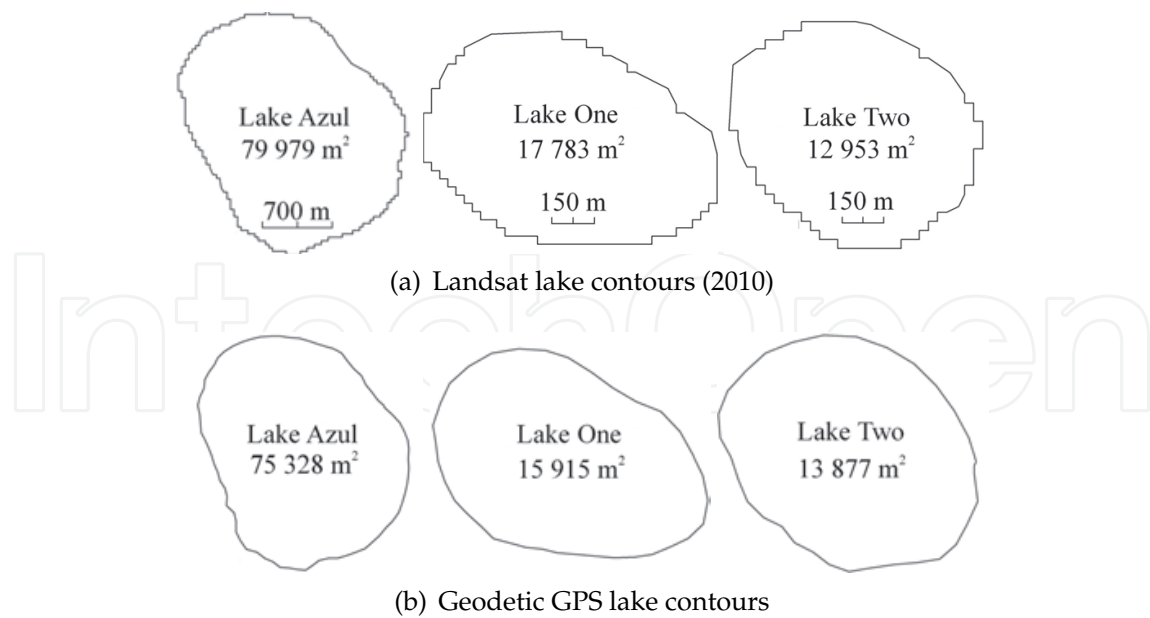 Lake Azul
79 979 m²
700 m
Lake One
17 783 m²
150 m
Lake Two
12 953 m²
150 m
(a) Landsat lake contours (2010)
IntechOpen
Lake Azul
75 328 m²
Lake One
15 915 m²
Lake Two
13 877 m²
(b) Geodetic GPS lake contours